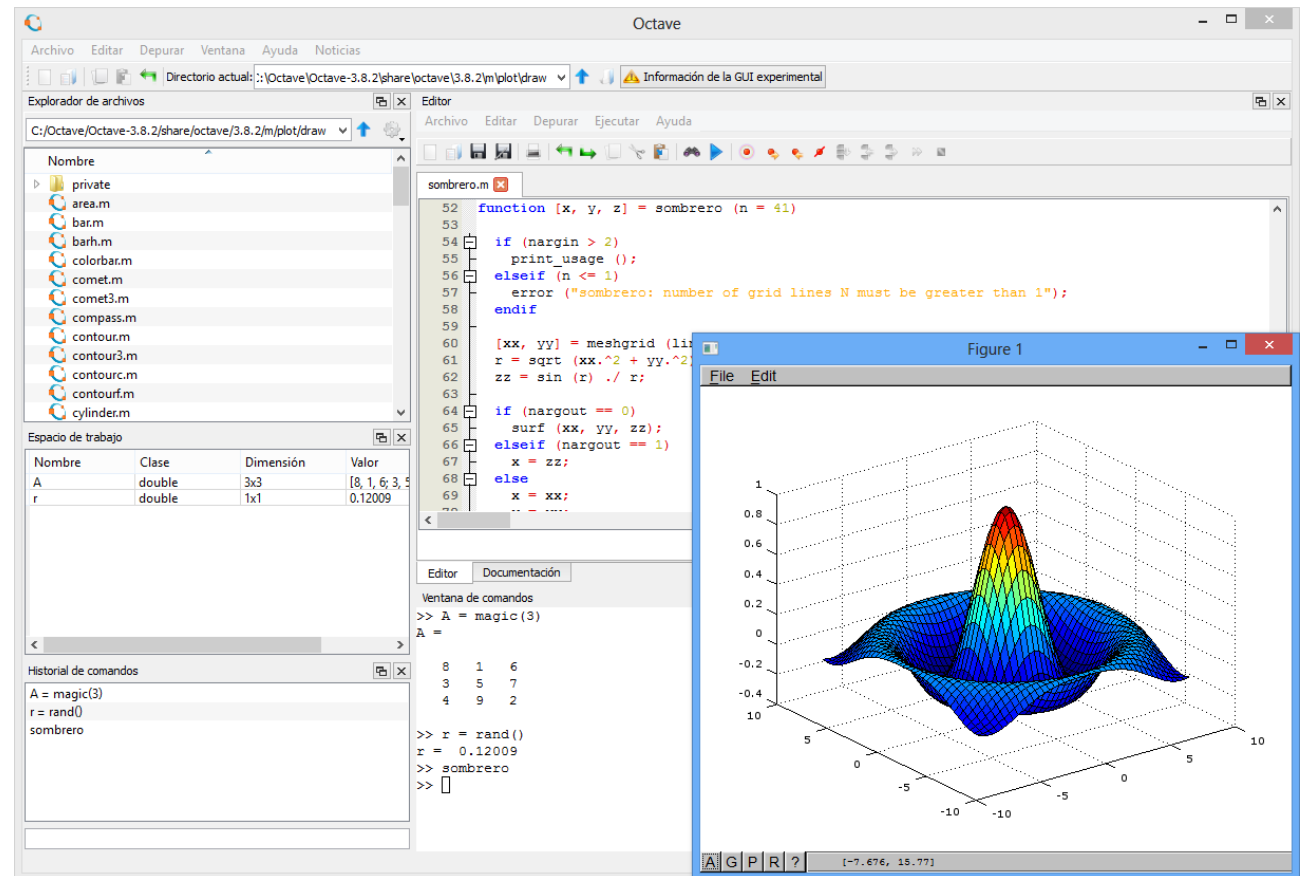 Octave
Archivo Editar Depurar Ventana Ayuda Noticias
Directorio actual: :\Octave\Octave-3.8.2\share\octave\3.8.2\m\plot\draw Información de la GUI experimental
Explorador de archivos
C:/Octave/Octave-3.8.2/share/octave/3.8.2/m/plot/draw
Nombre
private
area.m
bar.m
barh.m
colorbar.m
comet.m
comet3.m
compass.m
contour.m
contour3.m
contourc.m
contourf.m
cylinder.m
Espacio de trabajo
Nombre Clase Dimensión Valor
A double 3x3 [8, 1, 6; 3, 5
r double 1x1 0.12009
Historial de comandos
A = magic(3)
r = rand()
sombrero
Editor
Archivo Editar Depurar Ejecutar Ayuda
sombrero.m
52 function [x, y, z] = sombrero (n = 41)
53
54 if (nargin > 2)
55 print_usage ();
56 elseif (n <= 1)
57 error ("sombrero: number of grid lines N must be greater than 1");
58 endif
59
60 [xx, yy] = meshgrid (lin
61 r = sqrt (xx.^2 + yy.^2)
62 zz = sin (r) ./ r;
63
64 if (nargout == 0)
65 surf (xx, yy, zz);
66 elseif (nargout == 1)
67 x = zz;
68 else
69 x = xx;
Editor Documentación
Ventana de comandos
>> A = magic(3)
A =
8 1 6
3 5 7
4 9 2
>> r = rand()
r = 0.12009
>> sombrero
>>
Figure 1
File Edit
1
0.8
0.6
0.4
0.2
0
-0.2
-0.4
10
5
0
-5
-10
-10
-5
0
5
10
A G P R ? [-7.676, 15.77]